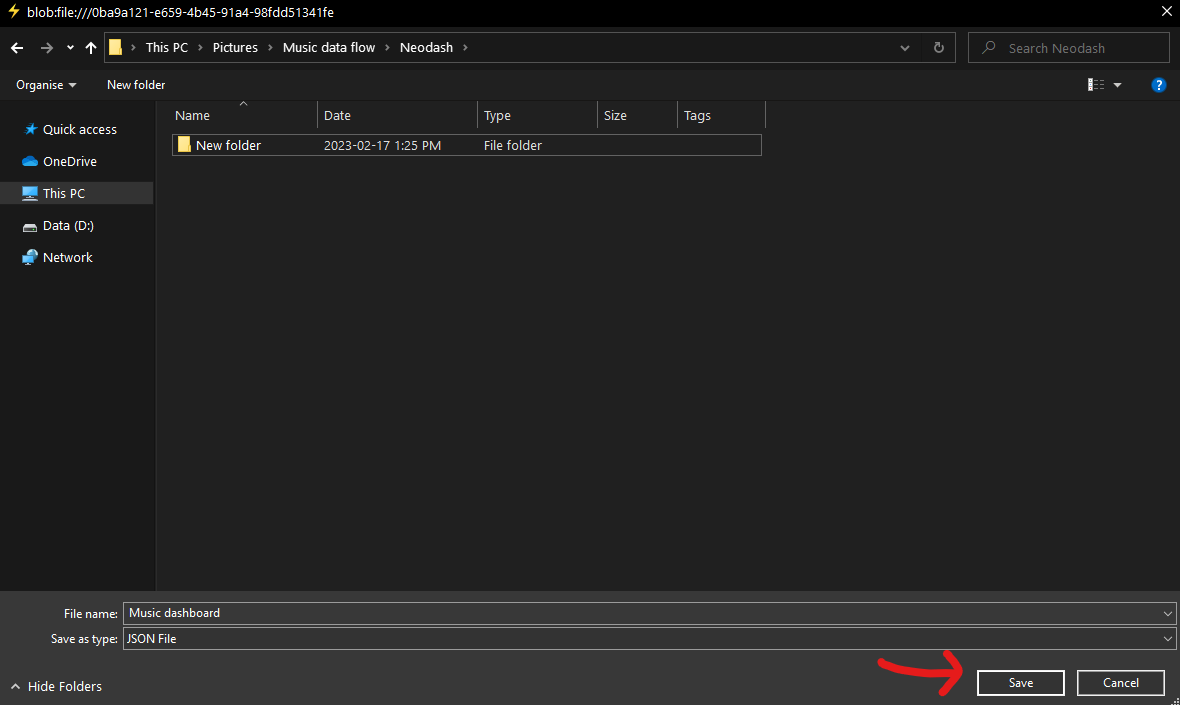 blob:file:///0ba9a121-e659-4b45-91a4-98fdd51341fe
This PC Pictures Music data flow Neodash Search Neodash
Organise New folder
Name Date Type Size Tags
New folder 2023-02-17 1:25 PM File folder
Quick access
OneDrive
This PC
Data (D:)
Network
File name: Music dashboard
Save as type: JSON File
Hide Folders Save Cancel